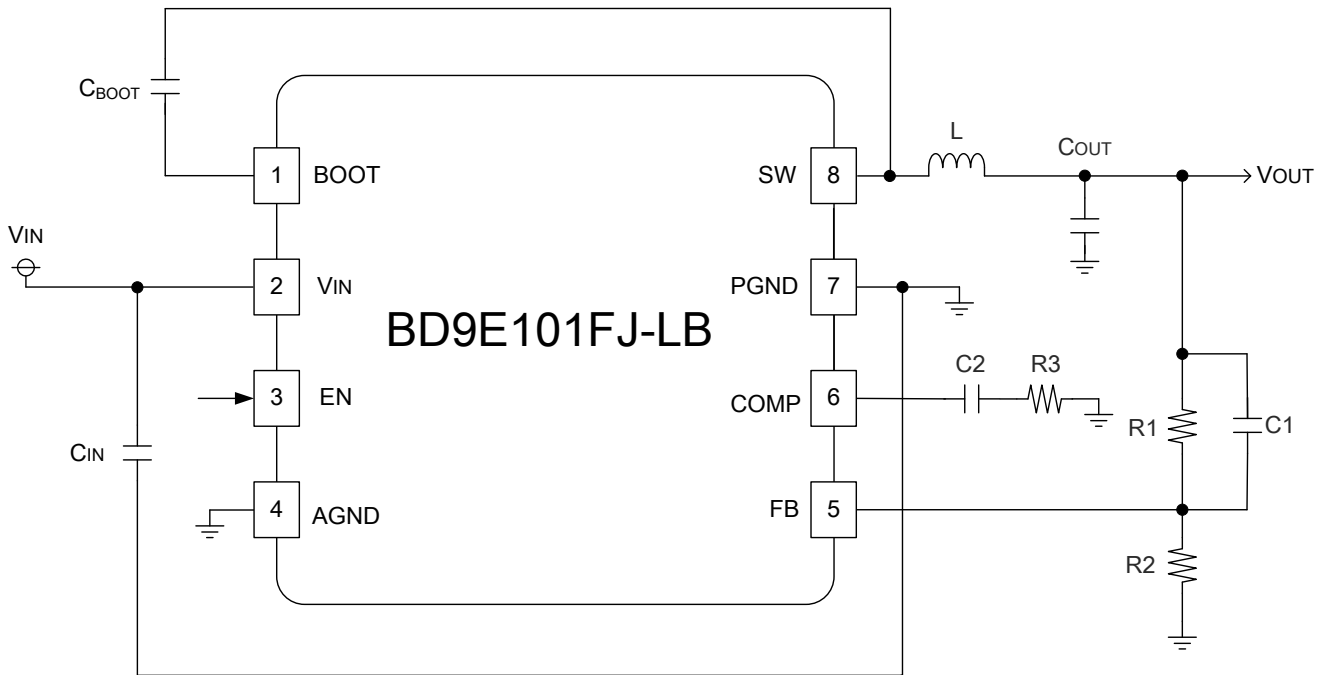 CBOOT
1 BOOT
SW 8
L
COUT
VOUT
VIN
2 VIN
PGND 7
BD9E101FJ-LB
3 EN
COMP 6
C2
R3
R1
C1
CIN
4 AGND
FB 5
R2